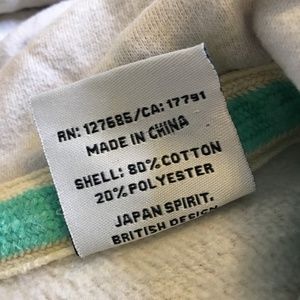 RN: 127685/CA: 17791
MADE IN CHINA
SHELL: 80%COTTON
20%POLYESTER
JAPAN SPIRIT.
BRITISH DESIGN